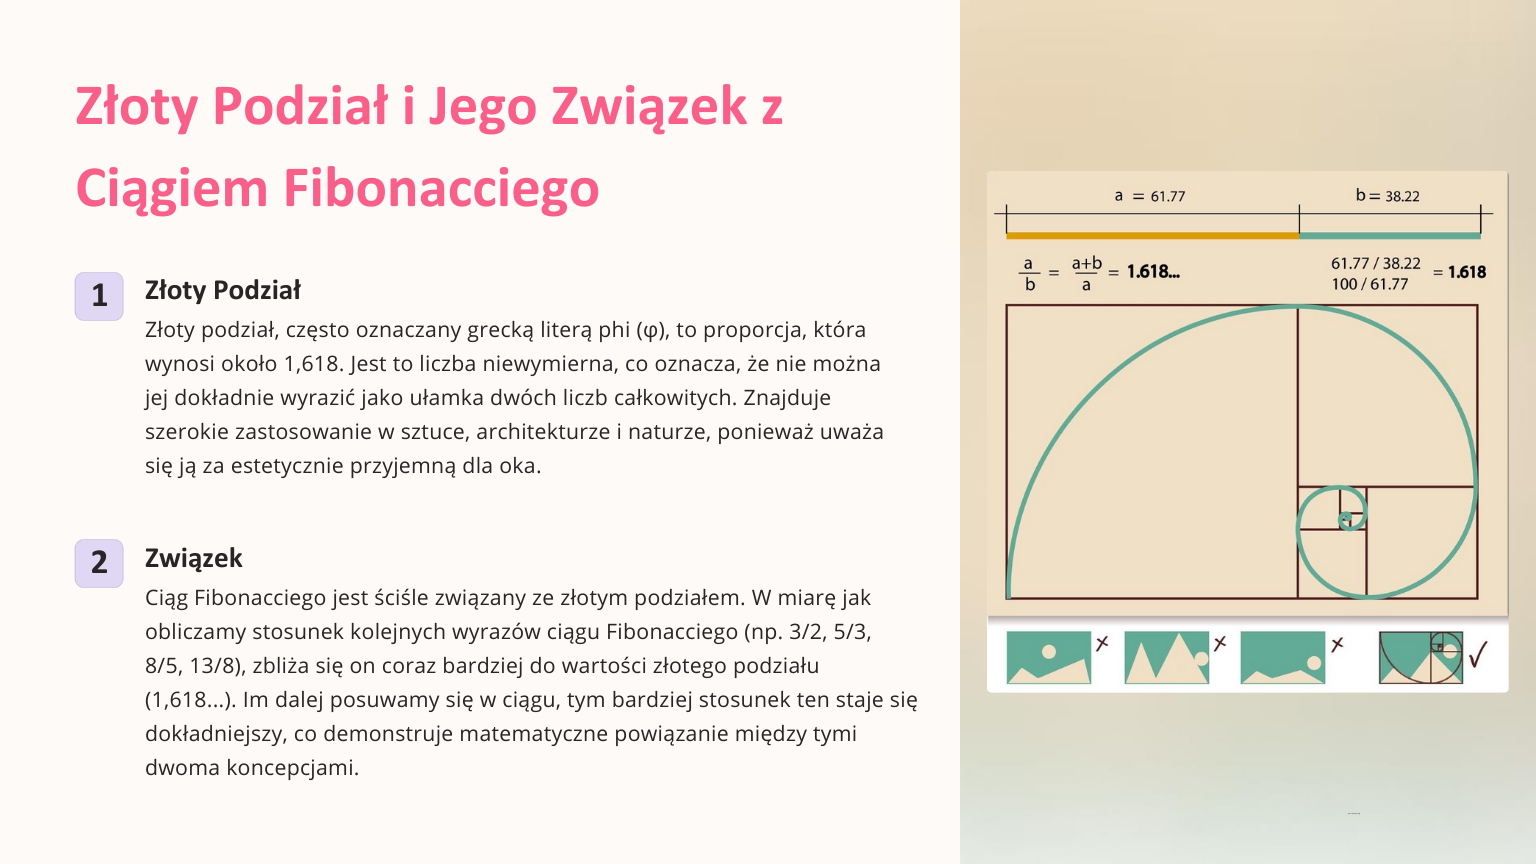 Złoty Podział i Jego Związek z
Ciągiem Fibonacciego
1
Złoty Podział
Złoty podział, często oznaczany grecką literą phi (φ), to proporcja, która
wynosi około 1,618. Jest to liczba niewymierna, co oznacza, że nie można
jej dokładnie wyrazić jako ułamka dwóch liczb całkowitych. Znajduje
szerokie zastosowanie w sztuce, architekturze i naturze, ponieważ uważa
się ją za estetycznie przyjemną dla oka.
2
Związek
Ciąg Fibonacciego jest ściśle związany ze złotym podziałem. W miarę jak
obliczamy stosunek kolejnych wyrazów ciągu Fibonacciego (np. 3/2, 5/3,
8/5, 13/8), zbliża się on coraz bardziej do wartości złotego podziału
(1,618...). Im dalej posuwamy się w ciągu, tym bardziej stosunek ten staje się
dokładniejszy, co demonstruje matematyczne powiązanie między tymi
dwoma koncepcjami.
a = 61.77
b = 38.22
a/b = a+b/a = 1.618...
61.77 / 38.22
100 / 61.77
= 1.618